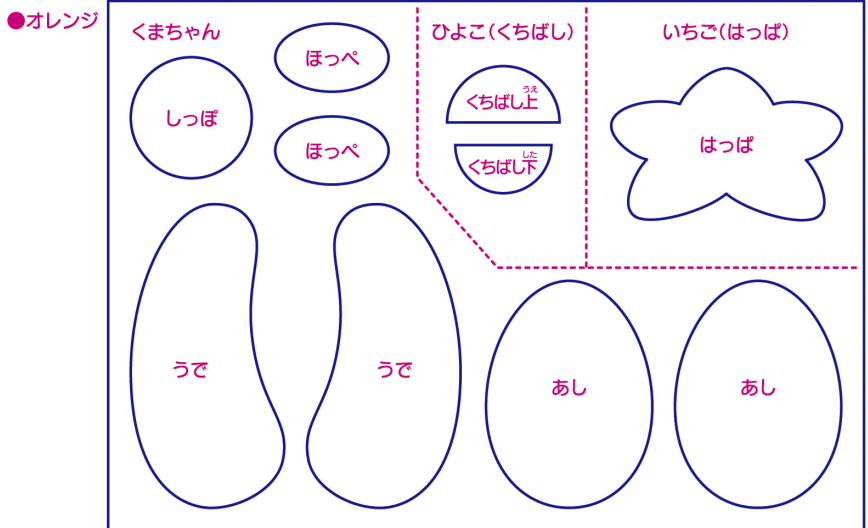 ●オレンジ
くまちゃん
ほっぺ
しっぽ
ほっぺ
うで
うで
あし
あし
ひよこ(くちばし)
うえ
くちばし上
した
くちばし下
いちご(はっぱ)
はっぱ